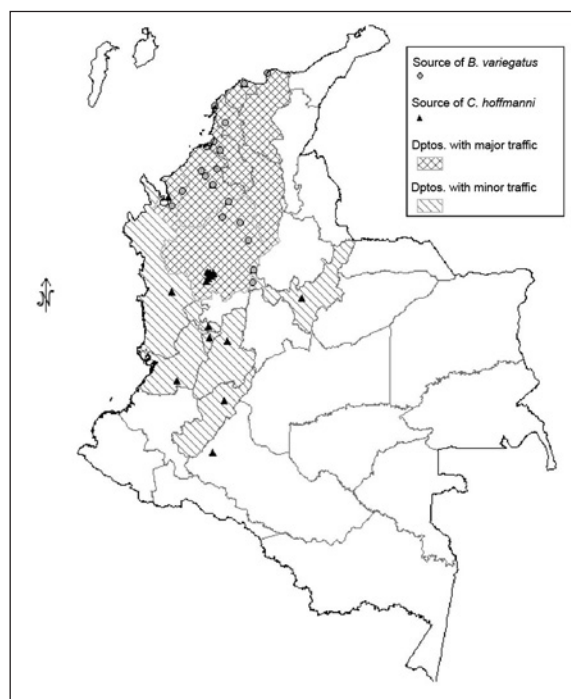 Source of B. variegatus
Source of C. hoffmanni
Dptos. with major traffic
Dptos. with minor traffic
N